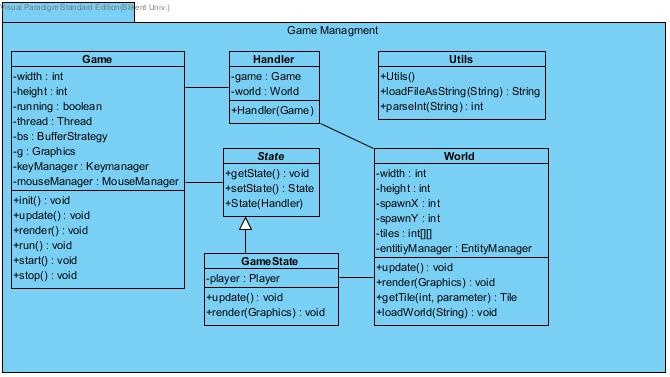 Visual Paradigm Standard Edition(Bilkent Univ.)
Game Managment
Game
-width : int
-height : int
-running : boolean
-thread : Thread
-bs : BufferStrategy
-g : Graphics
-keyManager : Keymanager
-mouseManager : MouseManager
+init() : void
+update() : void
+render() : void
+run() : void
+start() : void
+stop() : void
Handler
-game : Game
-world : World
+Handler(Game)
Utils
+Utils()
+loadFileAsString(String) : String
+parseInt(String) : int
State
+getState() : void
+setState() : State
+State(Handler)
World
-width : int
-height : int
-spawnX : int
-spawnY : int
-tiles : int[][]
-entitiyManager : EntityManager
+update() : void
+render(Graphics) : void
+getTile(int, parameter) : Tile
+loadWorld(String) : void
GameState
-player : Player
+update() : void
+render(Graphics) : void